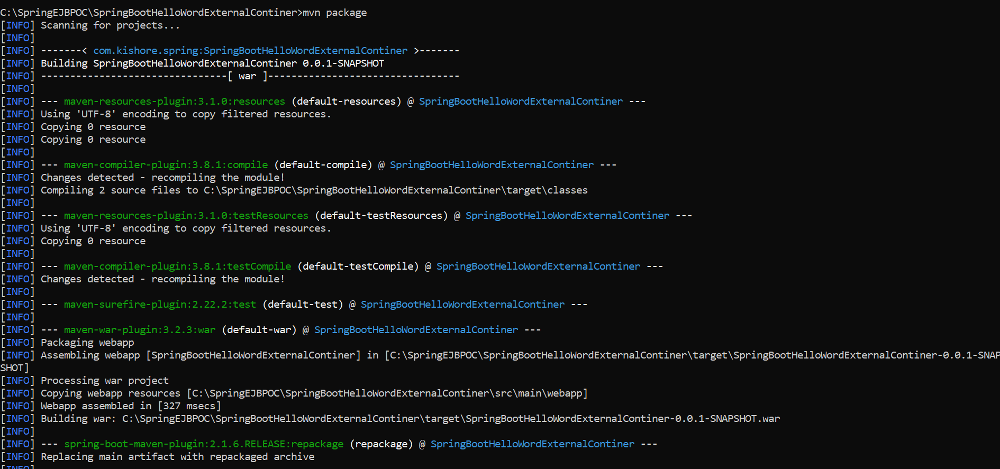 C:\SpringEJBPOC\SpringBootHelloWordExternalContiner>mvn package
[INFO] Scanning for projects...
[INFO]
[INFO] -------< com.kishore.spring:SpringBootHelloWordExternalContiner >-------
[INFO] Building SpringBootHelloWordExternalContiner 0.0.1-SNAPSHOT
[INFO] --------------------------------[ war ]---------------------------------
[INFO]
[INFO] --- maven-resources-plugin:3.1.0:resources (default-resources) @ SpringBootHelloWordExternalContiner ---
[INFO] Using 'UTF-8' encoding to copy filtered resources.
[INFO] Copying 0 resource
[INFO] Copying 0 resource
[INFO]
[INFO] --- maven-compiler-plugin:3.8.1:compile (default-compile) @ SpringBootHelloWordExternalContiner ---
[INFO] Changes detected - recompiling the module!
[INFO] Compiling 2 source files to C:\SpringEJBPOC\SpringBootHelloWordExternalContiner\target\classes
[INFO]
[INFO] --- maven-resources-plugin:3.1.0:testResources (default-testResources) @ SpringBootHelloWordExternalContiner ---
[INFO] Using 'UTF-8' encoding to copy filtered resources.
[INFO] Copying 0 resource
[INFO]
[INFO] --- maven-compiler-plugin:3.8.1:testCompile (default-testCompile) @ SpringBootHelloWordExternalContiner ---
[INFO] Changes detected - recompiling the module!
[INFO]
[INFO] --- maven-surefire-plugin:2.22.2:test (default-test) @ SpringBootHelloWordExternalContiner ---
[INFO]
[INFO] --- maven-war-plugin:3.2.3:war (default-war) @ SpringBootHelloWordExternalContiner ---
[INFO] Packaging webapp
[INFO] Assembling webapp [SpringBootHelloWordExternalContiner] in [C:\SpringEJBPOC\SpringBootHelloWordExternalContiner\target\SpringBootHelloWordExternalContiner-0.0.1-SNAP
SHOT]
[INFO] Processing war project
[INFO] Copying webapp resources [C:\SpringEJBPOC\SpringBootHelloWordExternalContiner\src\main\webapp]
[INFO] Webapp assembled in [327 msecs]
[INFO] Building war: C:\SpringEJBPOC\SpringBootHelloWordExternalContiner\target\SpringBootHelloWordExternalContiner-0.0.1-SNAPSHOT.war
[INFO]
[INFO] --- spring-boot-maven-plugin:2.1.6.RELEASE:repackage (repackage) @ SpringBootHelloWordExternalContiner ---
[INFO] Replacing main artifact with repackaged archive
[INFO]